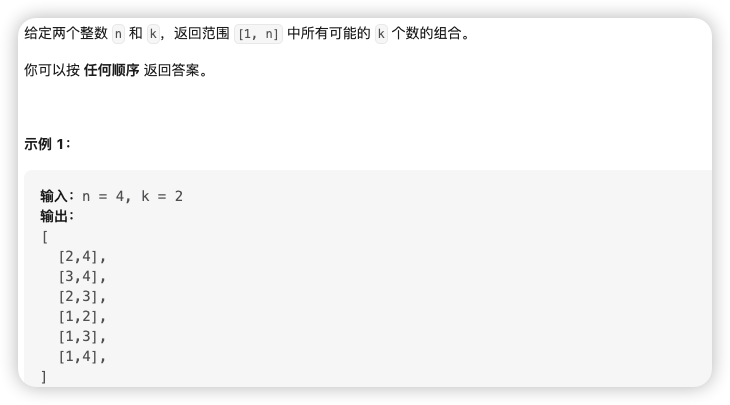 给定两个整数 n 和 k，返回范围 [1, n] 中所有可能的 k 个数的组合。
你可以按 任何顺序 返回答案。
示例 1：
输入：n = 4, k = 2
输出：
[
  [2,4],
  [3,4],
  [2,3],
  [1,2],
  [1,3],
  [1,4],
]